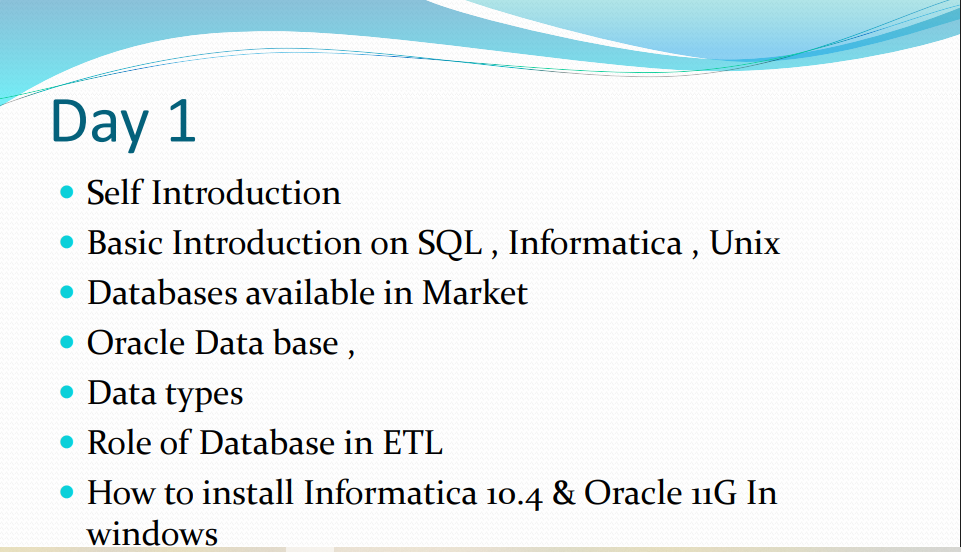 Day 1
Self Introduction
Basic Introduction on SQL , Informatica , Unix
Databases available in Market
Oracle Data base ,
Data types
Role of Database in ETL
How to install Informatica 10.4 & Oracle 11G In
windows